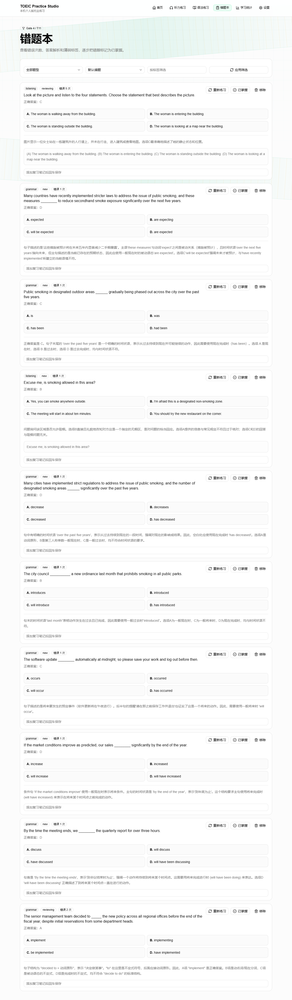 TOEIC Practice Studio
本机个人版托业练习
首页 听力练习 语法练习 错题本 学习统计 设置
Gate 4 / T11
错题本
查看错误次数、答案解析和薄弱标签，逐步把错题标记为已掌握。
全部题型 默认错题 按标签筛选 应用筛选
listening reviewing 错误 5 次
重新练习 已掌握 移除
Look at the picture and listen to the four statements. Choose the statement that best describes the picture.
正确答案：C
A. The woman is walking away from the building.
B. The woman is entering the building.
C. The woman is standing outside the building.
D. The woman is looking at a map near the building.
图片显示一位女士站在一栋建筑外的人行道上，并未在行走、进入建筑或查看地图。选项C最准确地描述了她的静止状态和位置。
(A) The woman is walking away from the building. (B) The woman is entering the building. (C) The woman is standing outside the building. (D) The woman is looking at a
map near the building.
添加复习笔记后回车保存
grammar new 错误 1 次
重新练习 已掌握 移除
Many countries have recently implemented stricter laws to address the issue of public smoking, and these
measures ________ to reduce secondhand smoke exposure significantly over the next five years.
正确答案：D
A. expected
B. are expecting
C. will be expected
D. are expected
句子描述的是'这些措施被预计将在未来五年内显著减少二手烟暴露'。主语'these measures'与动词'expect'之间是被动关系（措施被预计），且时间状语'over the next five
years'指向未来，但主句描述的是当前已存在的预期状态，因此应使用一般现在时的被动语态'are expected'。选项C'will be expected'强调未来才被预计，与'have recently
implemented'所建立的当前语境不符。
添加复习笔记后回车保存
grammar new 错误 1 次
重新练习 已掌握 移除
Public smoking in designated outdoor areas ______ gradually being phased out across the city over the past
five years.
正确答案：C
A. is
B. was
C. has been
D. had been
正确答案是 C。句子末尾的 'over the past five years' 是一个明确的时间状语，表示从过去持续到现在并可能继续的动作，因此需要使用现在完成时（has been）。选项 A 是现
在时，选项 B 是过去时，选项 D 是过去完成时，均与时间状语不符。
添加复习笔记后回车保存
listening new 错误 1 次
重新练习 已掌握 移除
Excuse me, is smoking allowed in this area?
正确答案：B
A. Yes, you can smoke anywhere outside.
B. I'm afraid this is a designated non-smoking zone.
C. The meeting will start in about ten minutes.
D. You should try the new restaurant on the corner.
问题询问该区域是否允许吸烟。选项B直接且礼貌地告知对方这是一个指定的无烟区，是对问题的恰当回应。选项A提供的信息与常见规定不符且过于绝对；选项C和D的回答
与吸烟问题无关。
Excuse me, is smoking allowed in this area?
添加复习笔记后回车保存
grammar new 错误 1 次
重新练习 已掌握 移除
Many cities have implemented strict regulations to address the issue of public smoking, and the number of
designated smoking areas ______ significantly over the past five years.
正确答案：D
A. decrease
B. decreases
C. decreased
D. has decreased
句中有明确的时间状语 'over the past five years'，表示从过去持续到现在的一段时间，强调对现在的影响或结果。因此，空白处应使用现在完成时 'has decreased'。选项A是
动词原形，B是第三人称单数一般现在时，C是一般过去时，均不符合时间状语的要求。
添加复习笔记后回车保存
grammar new 错误 1 次
重新练习 已掌握 移除
The city council __________ a new ordinance last month that prohibits smoking in all public parks.
正确答案：B
A. introduces
B. introduced
C. will introduce
D. has introduced
句末的时间状语“last month”表明动作发生在过去且已完成，因此需要使用一般过去时“introduced”。选项A为一般现在时，C为一般将来时，D为现在完成时，均与时间状语不
符。
添加复习笔记后回车保存
grammar new 错误 1 次
重新练习 已掌握 移除
The software update ________ automatically at midnight, so please save your work and log out before then.
正确答案：C
A. occurs
B. occurred
C. will occur
D. has occurred
句子描述的是将来要发生的预定事件（软件更新将在午夜进行）。后半句的提醒'请在那之前保存工作并退出'也证实了这是一个将来的动作。因此，需要使用一般将来时 'will
occur'。
添加复习笔记后回车保存
grammar new 错误 1 次
重新练习 已掌握 移除
If the market conditions improve as predicted, our sales ________ significantly by the end of the year.
正确答案：D
A. increase
B. increased
C. will increase
D. will have increased
条件句 'If the market conditions improve' 使用一般现在时表示将来条件。主句的时间状语是 'by the end of the year'，表示'到年底为止'。这个结构要求主句使用将来完成时
(will have increased) 来表示在将来某个时间点之前完成的动作。
添加复习笔记后回车保存
grammar new 错误 1 次
重新练习 已掌握 移除
By the time the meeting ends, we ________ the quarterly report for over three hours.
正确答案：D
A. discuss
B. will discuss
C. have discussed
D. will have been discussing
句首是 'By the time the meeting ends'，表示'到会议结束时为止'，强调一个动作将持续到将来某个时间点。这需要用将来完成进行时 (will have been doing) 来表达。选项D
'will have been discussing' 正确描述了到将来某个时间点一直在进行的动作。
添加复习笔记后回车保存
grammar reviewing 错误 2 次
重新练习 已掌握 移除
The senior management team decided to _____ the new policy across all regional offices before the end of the
fiscal year, despite initial reservations from some department heads.
正确答案：A
A. implement
B. implementing
C. be implemented
D. have implemented
句子结构为 "decided to + 动词原形"，表示 "决定做某事"。"to" 在这里是不定式符号，后面应接动词原形。因此，A项 "implement" 是正确答案。B项是动名词/现在分词，C项
是被动语态的不定式，D项是完成时的不定式，均不符合 "decide to do" 的标准结构。
添加复习笔记后回车保存